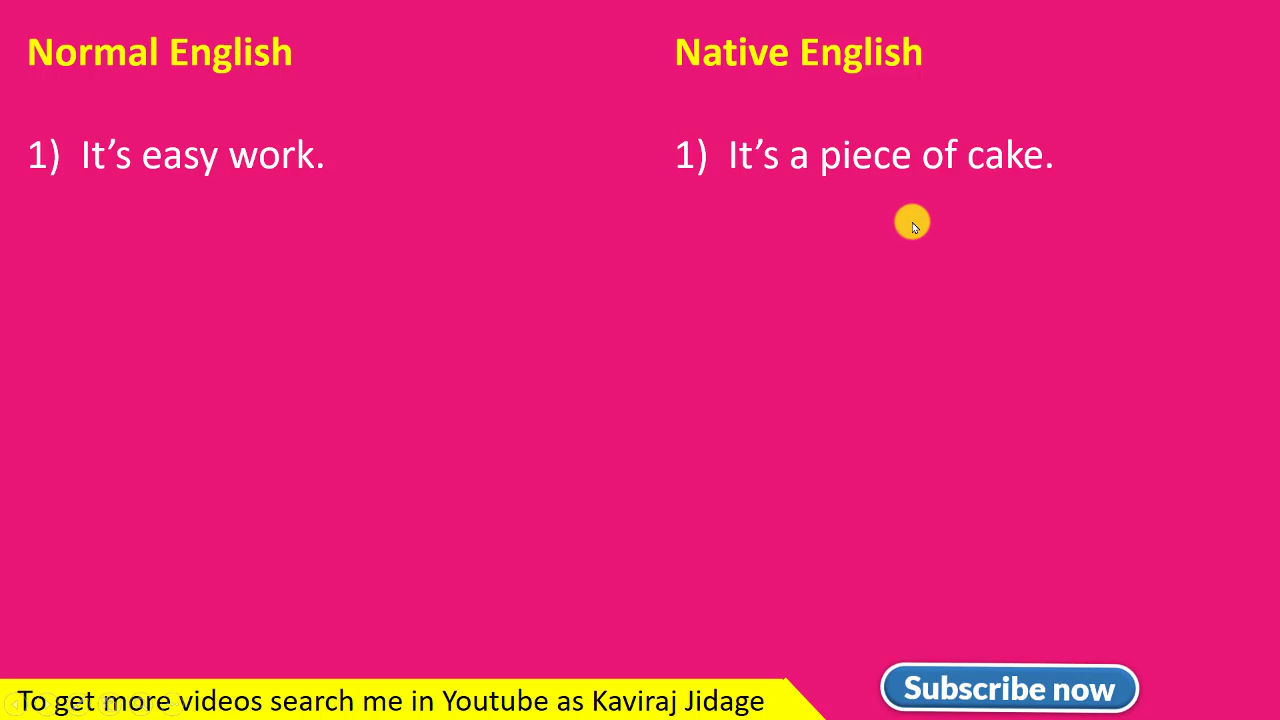 Normal English
Native English
1) It's easy work.
1) It's a piece of cake.
To get more videos search me in Youtube as Kaviraj Jidage
Subscribe now